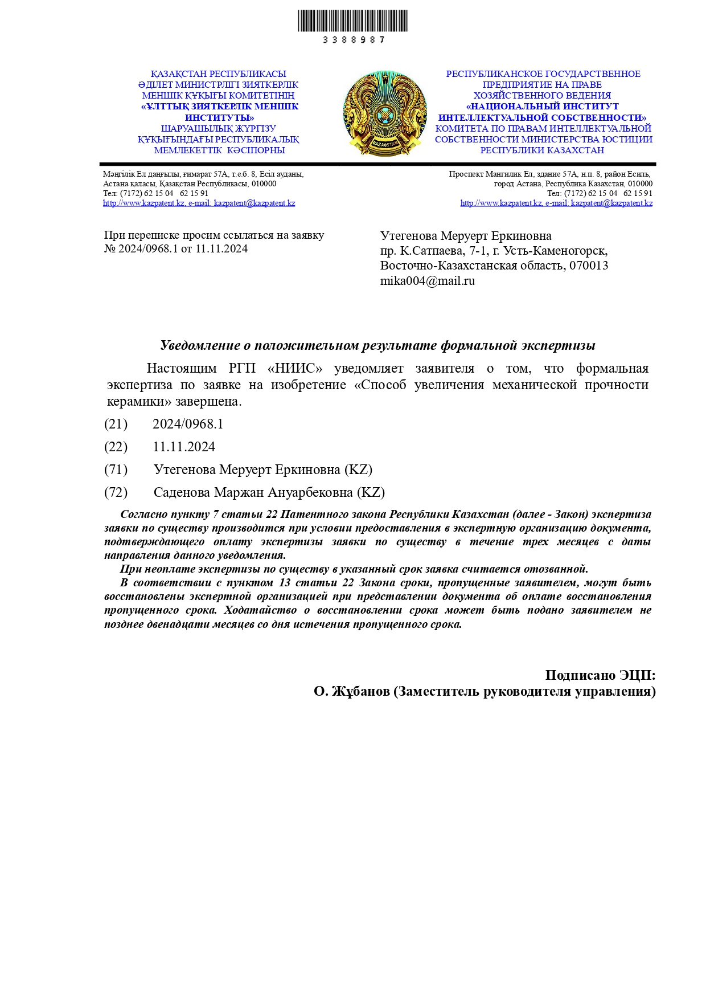 3388987
ҚАЗАҚСТАН РЕСПУБЛИКАСЫ
ӘДІЛЕТ МИНИСТРЛІГІ ЗИЯТКЕРЛІК
МЕНШІК ҚҰҚЫҒЫ КОМИТЕТІНІҢ
«ҰЛТТЫҚ ЗИЯТКЕРЛІК МЕНШІК
ИНСТИТУТЫ»
ШАРУАШЫЛЫҚ ЖҮРГІЗУ
ҚҰҚЫҒЫНДАҒЫ РЕСПУБЛИКАЛЫҚ
МЕМЛЕКЕТТІК КӘСІПОРНЫ
QAZAQSTAN
РЕСПУБЛИКАНСКОЕ ГОСУДАРСТВЕННОЕ
ПРЕДПРИЯТИЕ НА ПРАВЕ
ХОЗЯЙСТВЕННОГО ВЕДЕНИЯ
«НАЦИОНАЛЬНЫЙ ИНСТИТУТ
ИНТЕЛЛЕКТУАЛЬНОЙ СОБСТВЕННОСТИ»
КОМИТЕТА ПО ПРАВАМ ИНТЕЛЛЕКТУАЛЬНОЙ
СОБСТВЕННОСТИ МИНИСТЕРСТВА ЮСТИЦИИ
РЕСПУБЛИКИ КАЗАХСТАН
Мәңгілік Ел даңғылы, ғимарат 57А, т.е.б. 8, Есіл ауданы,
Астана қаласы, Қазақстан Республикасы, 010000
Тел: (7172) 62 15 04 62 15 91
http://www.kazpatent.kz, e-mail: kazpatent@kazpatent.kz
Проспект Мангилик Ел, здание 57А, н.п. 8, район Есиль,
город Астана, Республика Казахстан, 010000
Тел: (7172) 62 15 04 62 15 91
http://www.kazpatent.kz, e-mail: kazpatent@kazpatent.kz
При переписке просим ссылаться на заявку
№ 2024/0968.1 от 11.11.2024
Утегенова Меруерт Еркиновна
пр. К.Сатпаева, 7-1, г. Усть-Каменогорск,
Восточно-Казахстанская область, 070013
mika004@mail.ru
Уведомление о положительном результате формальной экспертизы
Настоящим РГП «НИИС» уведомляет заявителя о том, что формальная
экспертиза по заявке на изобретение «Способ увеличения механической прочности
керамики» завершена.
(21) 2024/0968.1
(22) 11.11.2024
(71) Утегенова Меруерт Еркиновна (KZ)
(72) Саденова Маржан Ануарбековна (KZ)
Согласно пункту 7 статьи 22 Патентного закона Республики Казахстан (далее - Закон) экспертиза
заявки по существу производится при условии предоставления в экспертную организацию документа,
подтверждающего оплату экспертизы заявки по существу в течение трех месяцев с даты
направления данного уведомления.
При неоплате экспертизы по существу в указанный срок заявка считается отозванной.
В соответствии с пунктом 13 статьи 22 Закона сроки, пропущенные заявителем, могут быть
восстановлены экспертной организацией при представлении документа об оплате восстановления
пропущенного срока. Ходатайство о восстановлении срока может быть подано заявителем не
позднее двенадцати месяцев со дня истечения пропущенного срока.
Подписано ЭЦП:
О. Жұбанов (Заместитель руководителя управления)